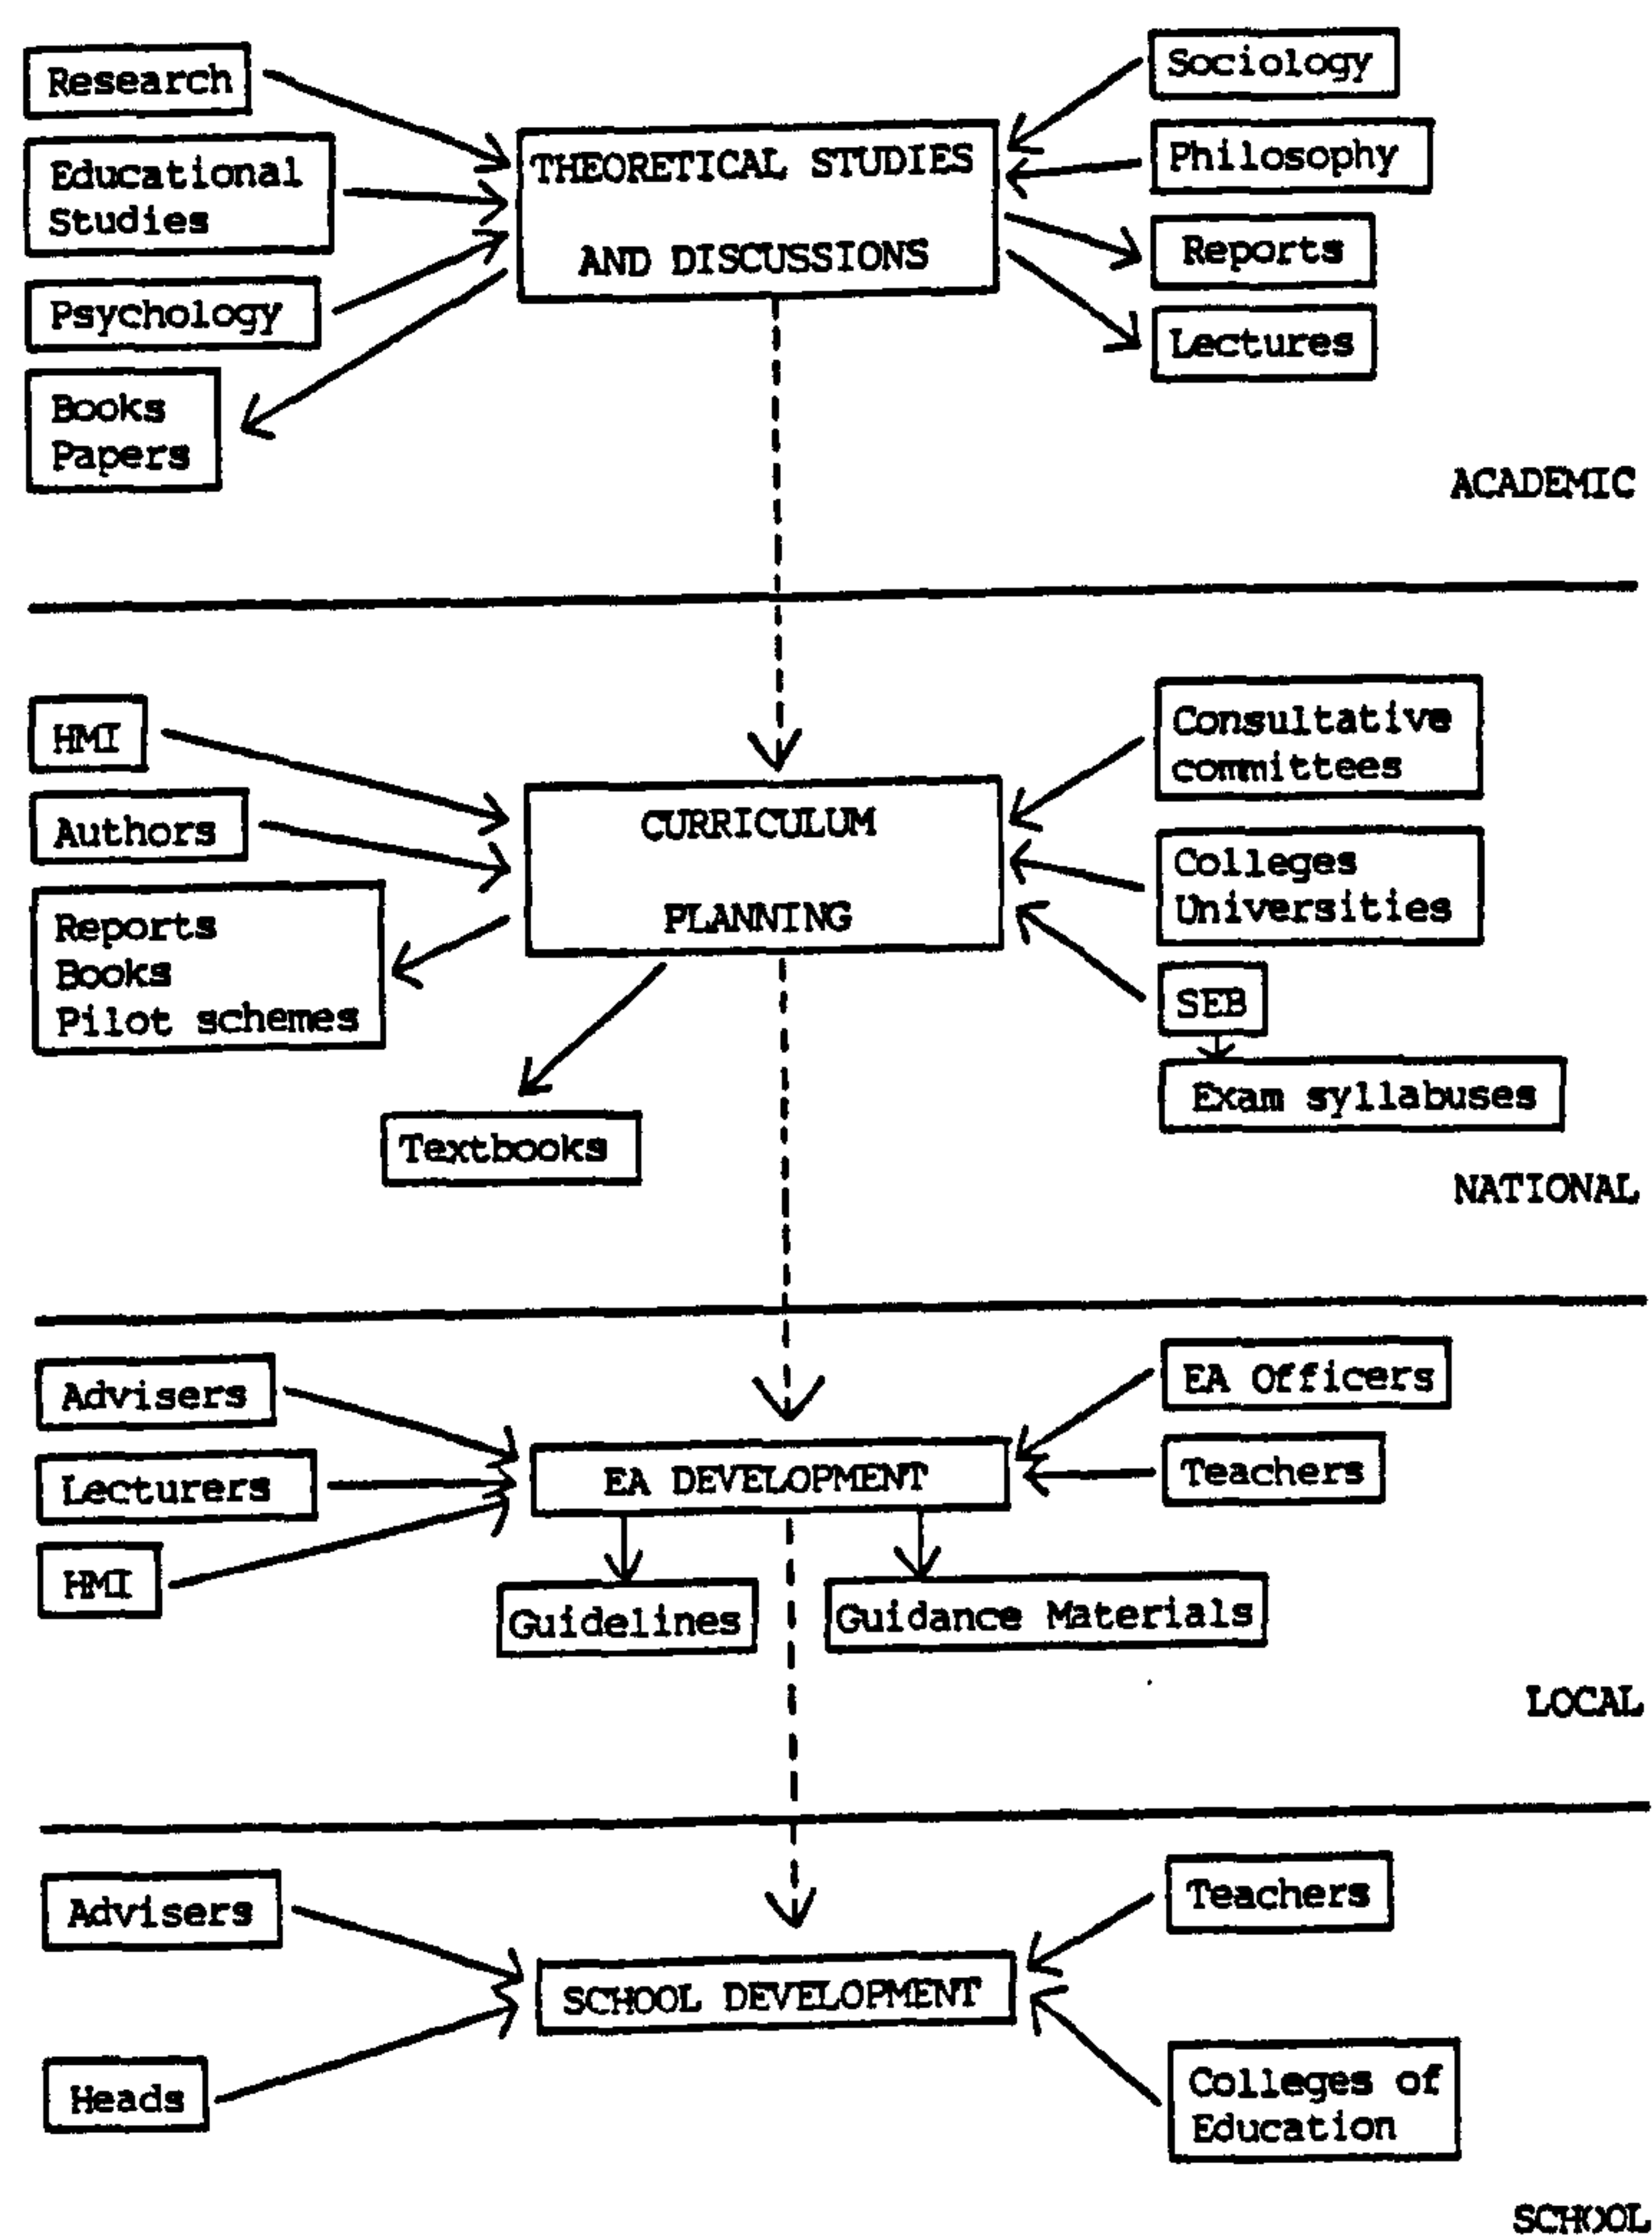 Research
Educational
Studies
Psychology
Books
Papers
THEORETICAL STUDIES
AND DISCUSSIONS
Sociology
Philosophy
Reports
Lectures
ACADEMIC
HMI
Authors
Reports
Books
Pilot schemes
CURRICULUM
PLANNING
Textbooks
Consultative
committees
Colleges
Universities
SEB
Exam syllabuses
NATIONAL
Advisers
Lecturers
HMI
EA DEVELOPMENT
Guidelines
Guidance Materials
EA Officers
Teachers
LOCAL
Advisers
Heads
SCHOOL DEVELOPMENT
Teachers
Colleges of
Education
SCHOOL